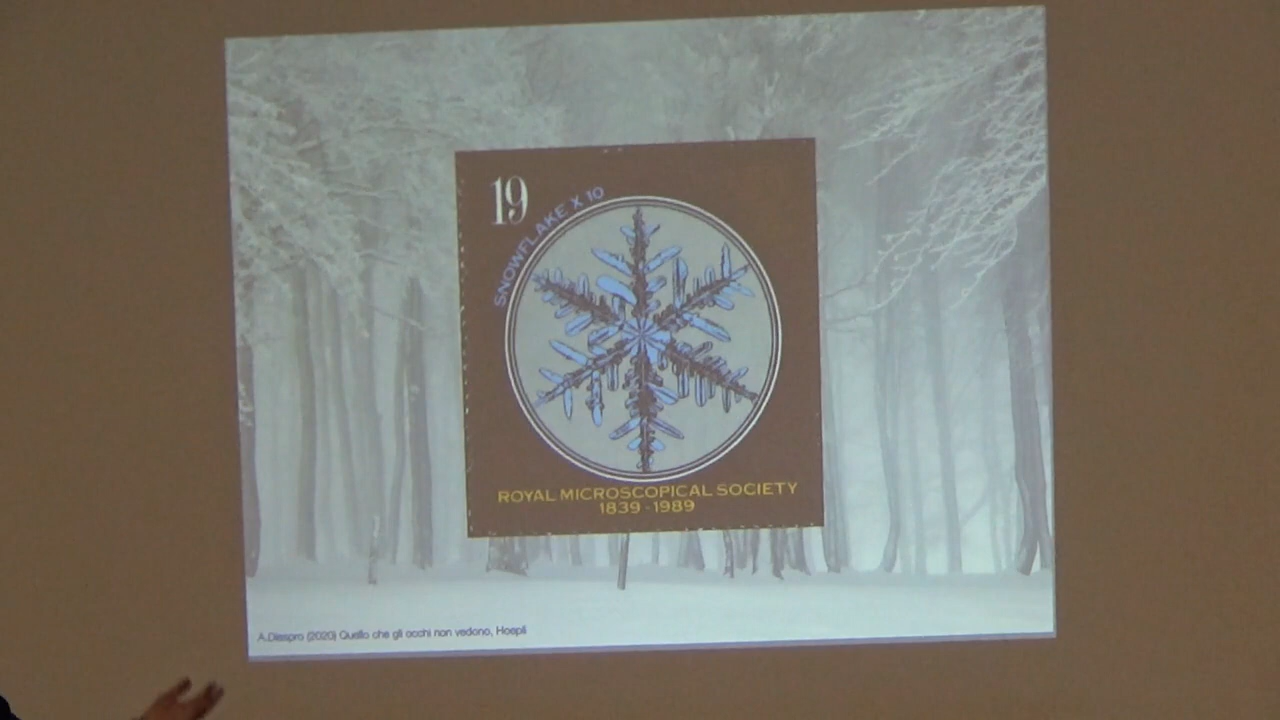 19
SNOWFLAKE X 10
ROYAL MICROSCOPICAL SOCIETY
1839-1989
A.Diaspro (2020) Quello che gli occhi non vedono, Hoepli